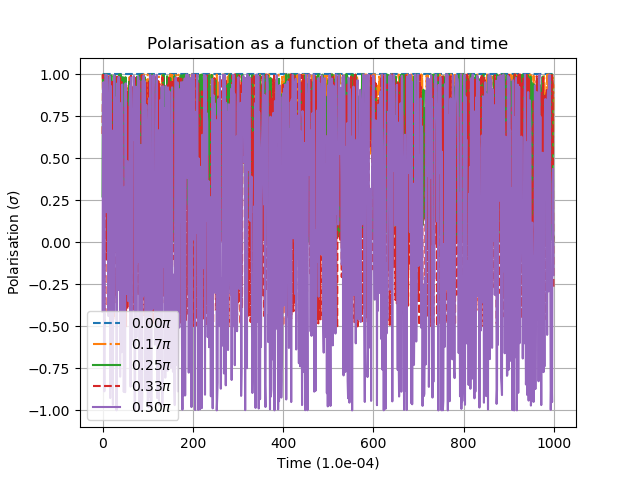 Polarisation as a function of theta and time
Polarisation (σ)
1.00
0.75
0.50
0.25
0.00
−0.25
−0.50
−0.75
−1.00
0.00π
0.17π
0.25π
0.33π
0.50π
0 200 400 600 800 1000
Time (1.0e-04)